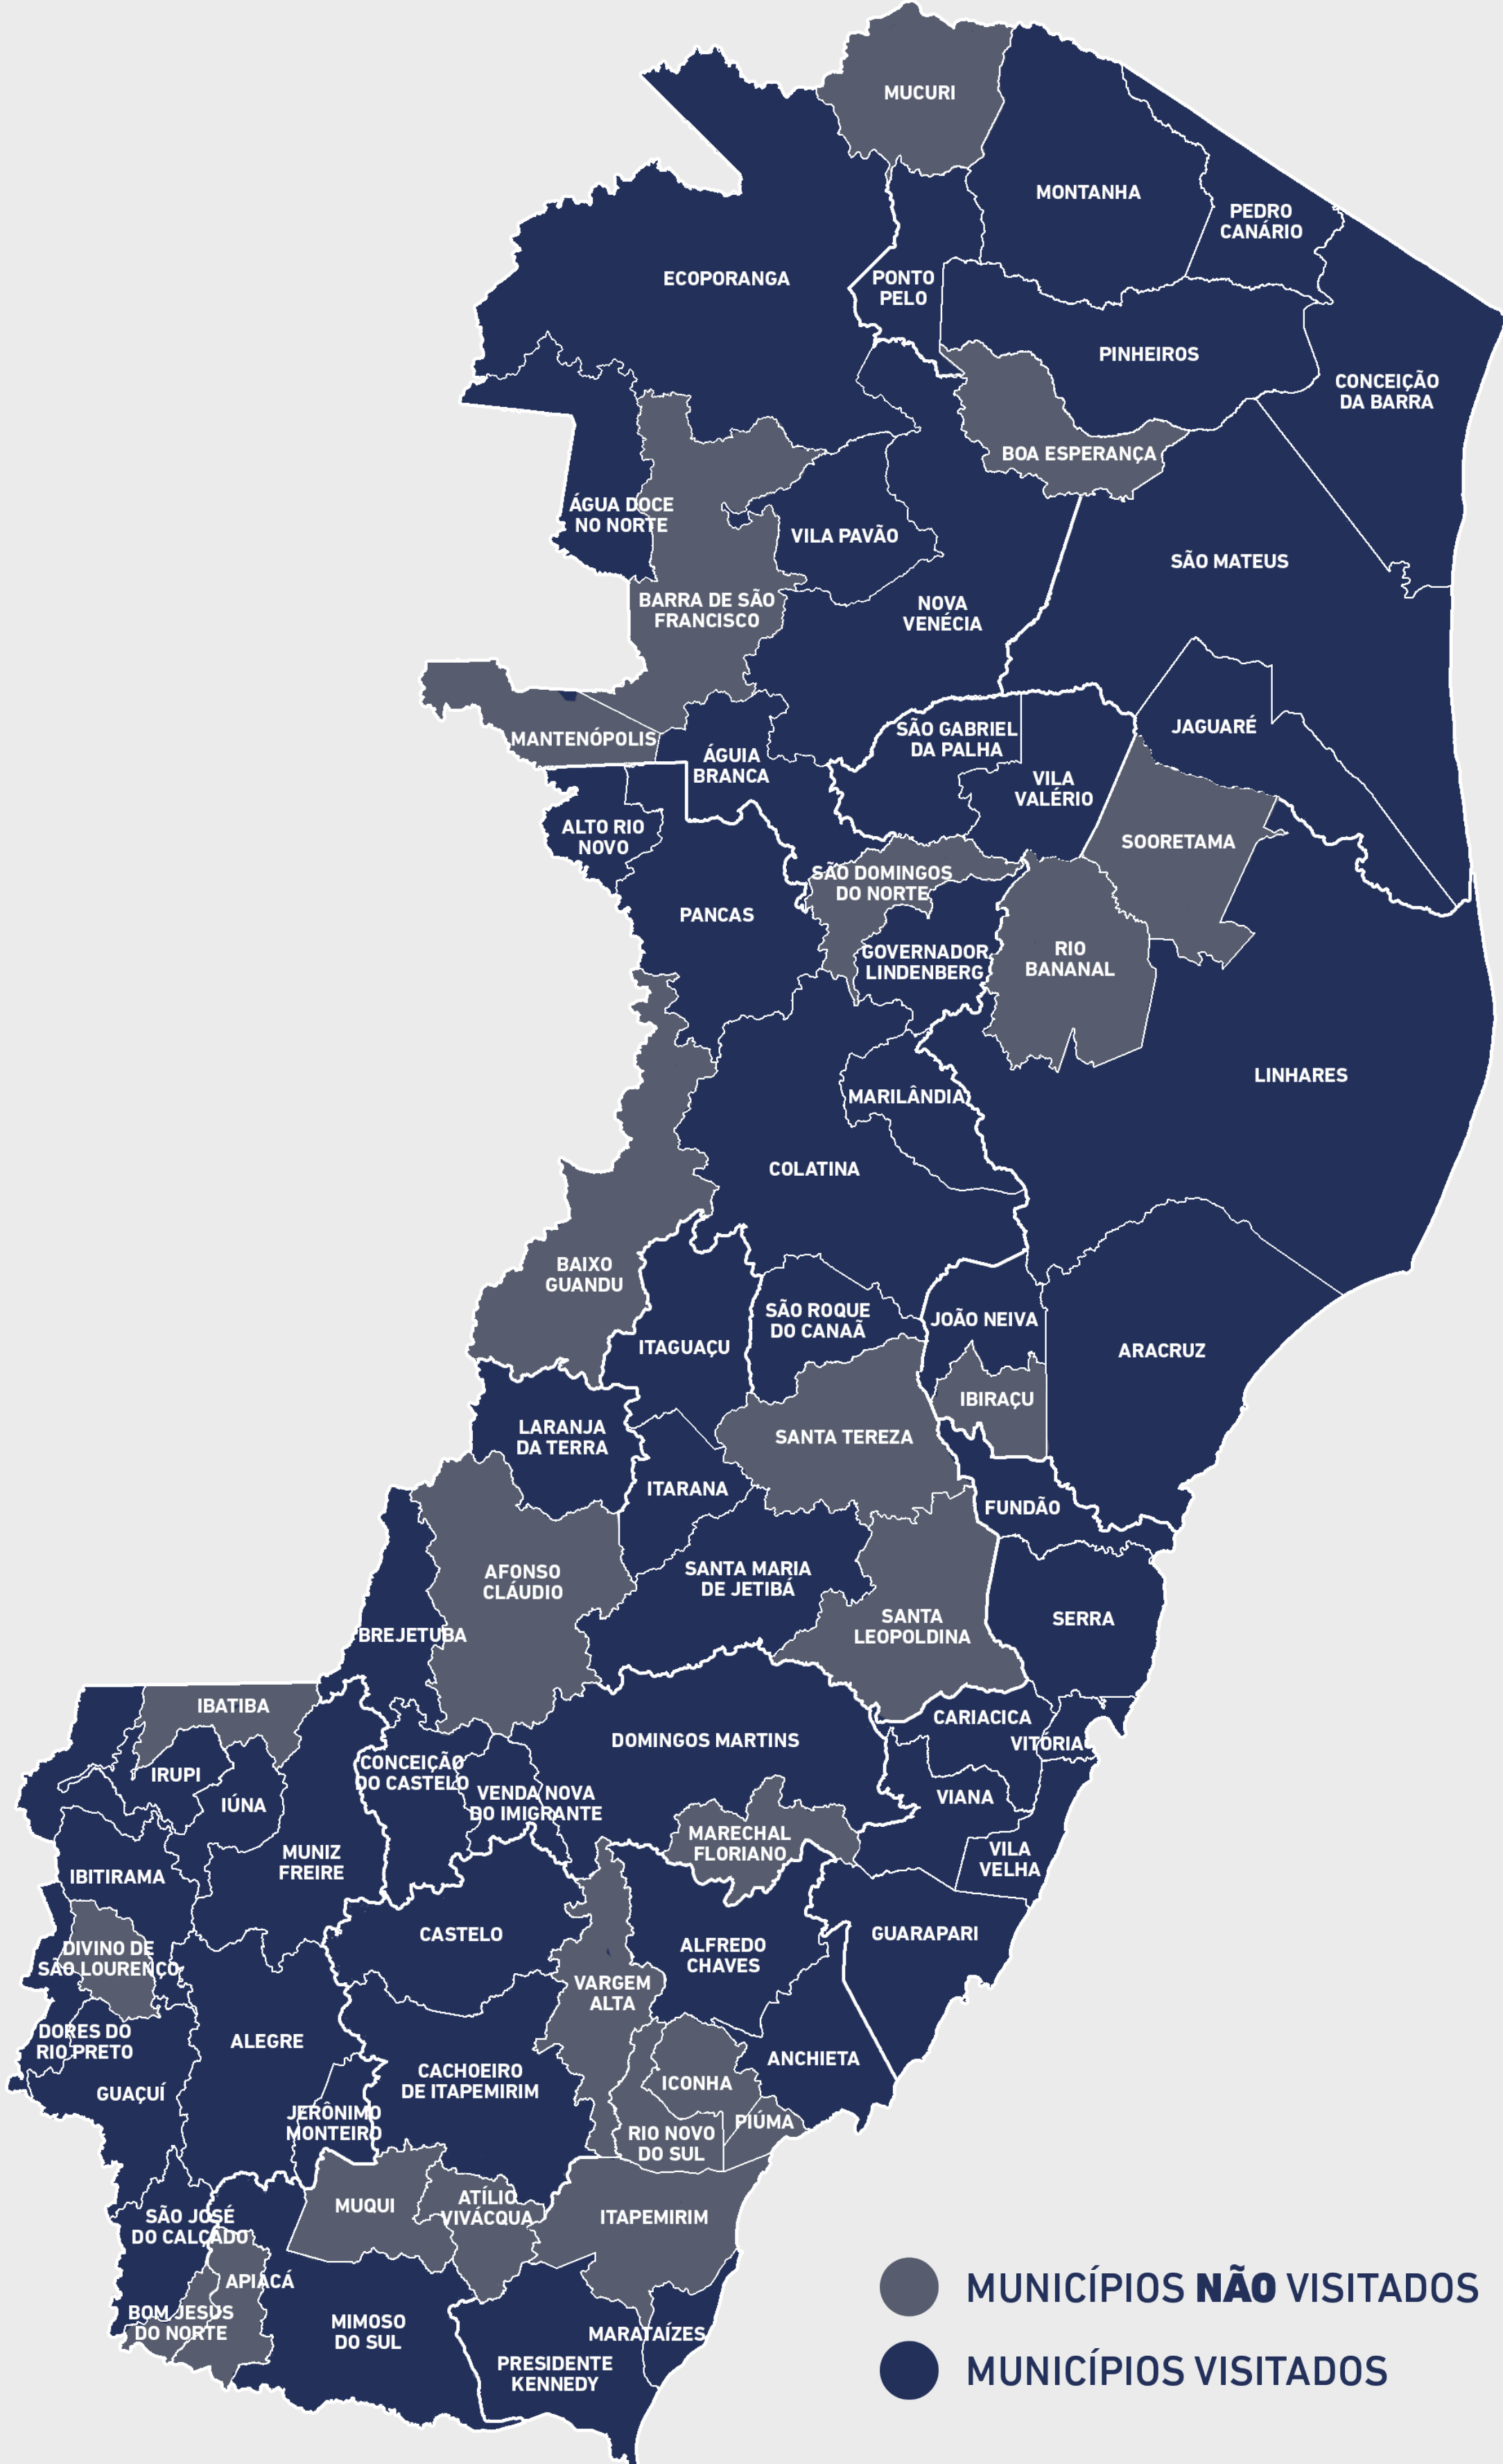 MUCURI
MONTANHA
PEDRO
CANÁRIO
ECOPORANGA
PONTO
PELO
PINHEIROS
CONCEIÇÃO
DA BARRA
BOA ESPERANÇA
ÁGUA DOCE
NO NORTE
VILA PAVÃO
SÃO MATEUS
BARRA DE SÃO
FRANCISCO
NOVA
VENÉCIA
MANTENÓPOLIS
ÁGUIA
BRANCA
SÃO GABRIEL
DA PALHA
JAGUARÉ
VILA
VALÉRIO
ALTO RIO
NOVO
SOORETAMA
SÃO DOMINGOS
DO NORTE
PANCAS
GOVERNADOR
LINDENBERG
RIO
BANANAL
LINHARES
MARILÂNDIA
COLATINA
BAIXO
GUANDU
SÃO ROQUE
DO CANAÃ
JOÃO NEIVA
ITAGUAÇU
ARACRUZ
IBIRAÇU
LARANJA
DA TERRA
SANTA TEREZA
ITARANA
FUNDÃO
AFONSO
CLÁUDIO
SANTA MARIA
DE JETIBÁ
SANTA
LEOPOLDINA
SERRA
BREJETUBA
IBATIBA
CARIACICA
DOMINGOS MARTINS
VITÓRIA
IRUPI
CONCEIÇÃO
DO CASTELO
VENDA NOVA
DO IMIGRANTE
IÚNA
VIANA
MARECHAL
FLORIANO
MUNIZ
FREIRE
VILA
VELHA
IBITIRAMA
CASTELO
GUARAPARI
DIVINO DE
SÃO LOURENÇO
ALFREDO
CHAVES
VARGEM
ALTA
DORES DO
RIO PRETO
ALEGRE
ANCHIETA
CACHOEIRO
DE ITAPEMIRIM
ICONHA
GUAÇUÍ
JERÔNIMO
MONTEIRO
PIÚMA
RIO NOVO
DO SUL
MUQUI
ATÍLIO
VIVÁCQUA
ITAPEMIRIM
SÃO JOSÉ
DO CALÇADO
APIACÁ
BOM JESUS
DO NORTE
MIMOSO
DO SUL
MARATAÍZES
PRESIDENTE
KENNEDY
MUNICÍPIOS NÃO VISITADOS
MUNICÍPIOS VISITADOS